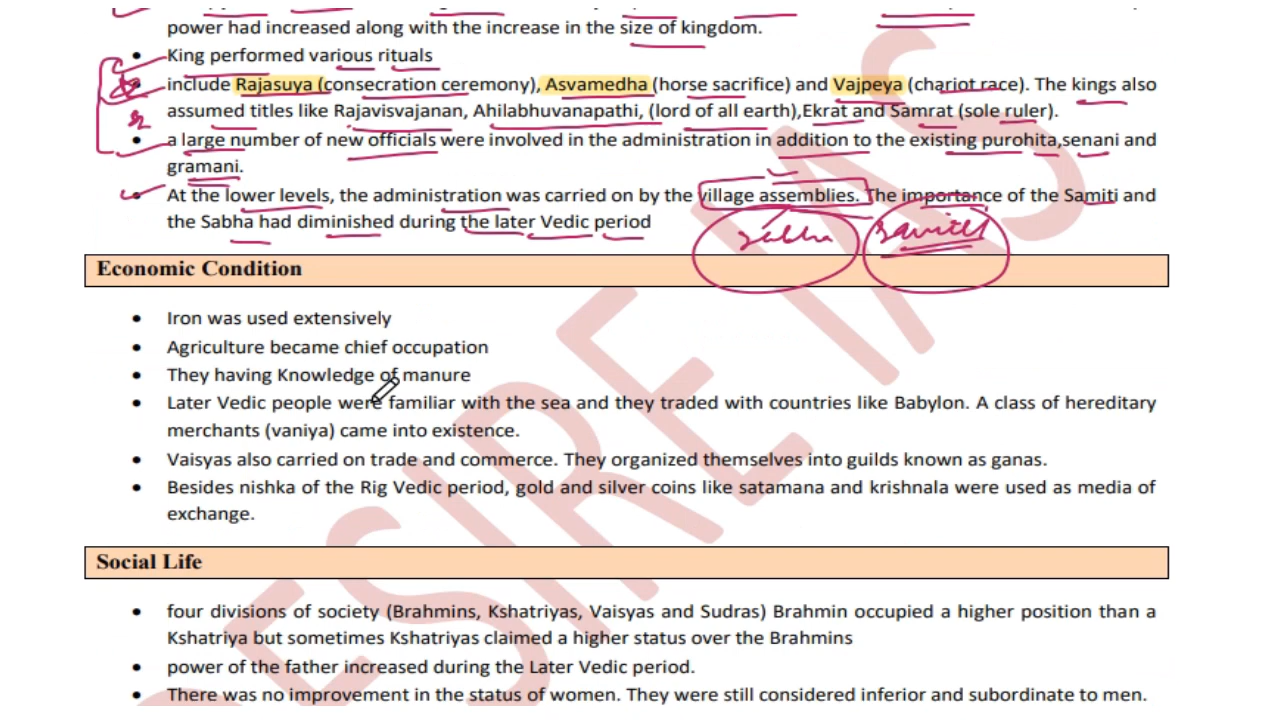 power had increased along with the increase in the size of kingdom.
• King performed various rituals
• include Rajasuya (consecration ceremony), Asvamedha (horse sacrifice) and Vajpeya (chariot race). The kings also
assumed titles like Rajavisvajanan, Ahilabhuvanapathi, (lord of all earth),Ekrat and Samrat (sole ruler).
• a large number of new officials were involved in the administration in addition to the existing purohita,senani and
gramani.
• At the lower levels, the administration was carried on by the village assemblies. The importance of the Samiti and
the Sabha had diminished during the later Vedic period
Sabha Samiti
Economic Condition
• Iron was used extensively
• Agriculture became chief occupation
• They having Knowledge of manure
• Later Vedic people were familiar with the sea and they traded with countries like Babylon. A class of hereditary
merchants (vaniya) came into existence.
• Vaisyas also carried on trade and commerce. They organized themselves into guilds known as ganas.
• Besides nishka of the Rig Vedic period, gold and silver coins like satamana and krishnala were used as media of
exchange.
Social Life
• four divisions of society (Brahmins, Kshatriyas, Vaisyas and Sudras) Brahmin occupied a higher position than a
Kshatriya but sometimes Kshatriyas claimed a higher status over the Brahmins
• power of the father increased during the Later Vedic period.
• There was no improvement in the status of women. They were still considered inferior and subordinate to men.
ESIRE IAS